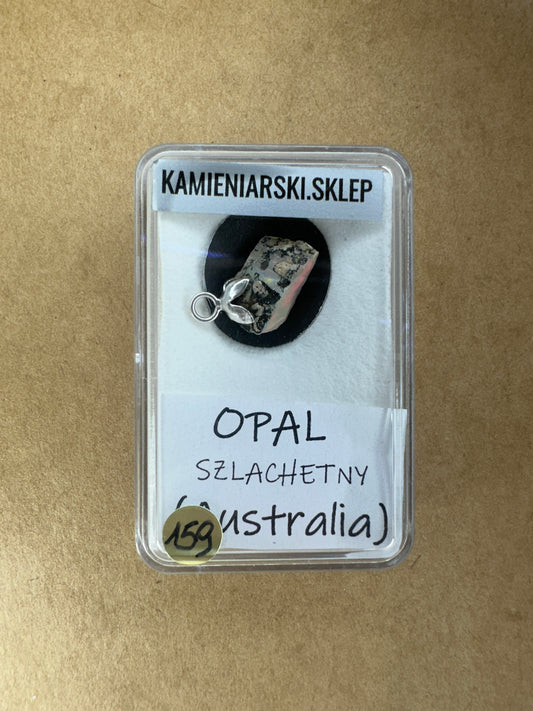 KAMIENIARSKI.SKLEP
OPAL
SZLACHETNY
(Australia)
159